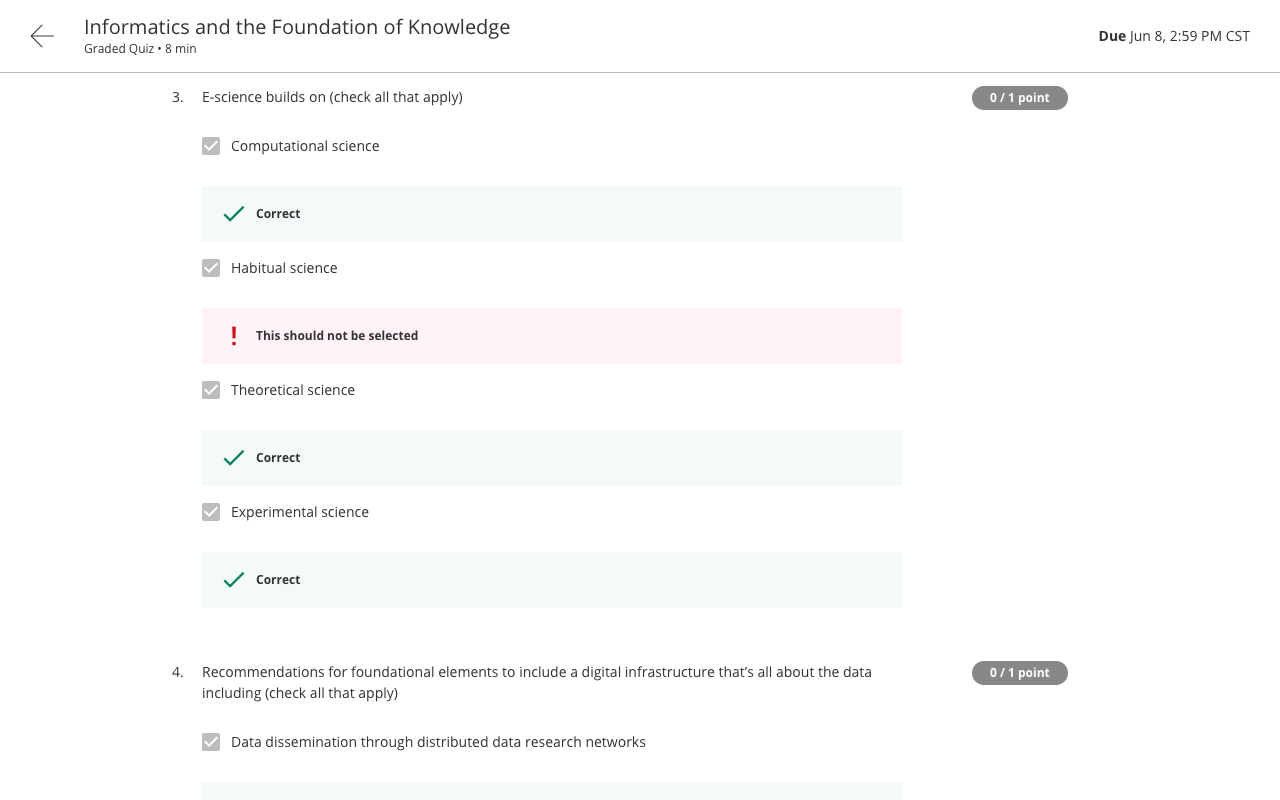 Informatics and the Foundation of Knowledge
Graded Quiz • 8 min
Due Jun 8, 2:59 PM CST
3. E-science builds on (check all that apply)
0 / 1 point
Computational science
Correct
Habitual science
This should not be selected
Theoretical science
Correct
Experimental science
Correct
4. Recommendations for foundational elements to include a digital infrastructure that’s all about the data
including (check all that apply)
0 / 1 point
Data dissemination through distributed data research networks